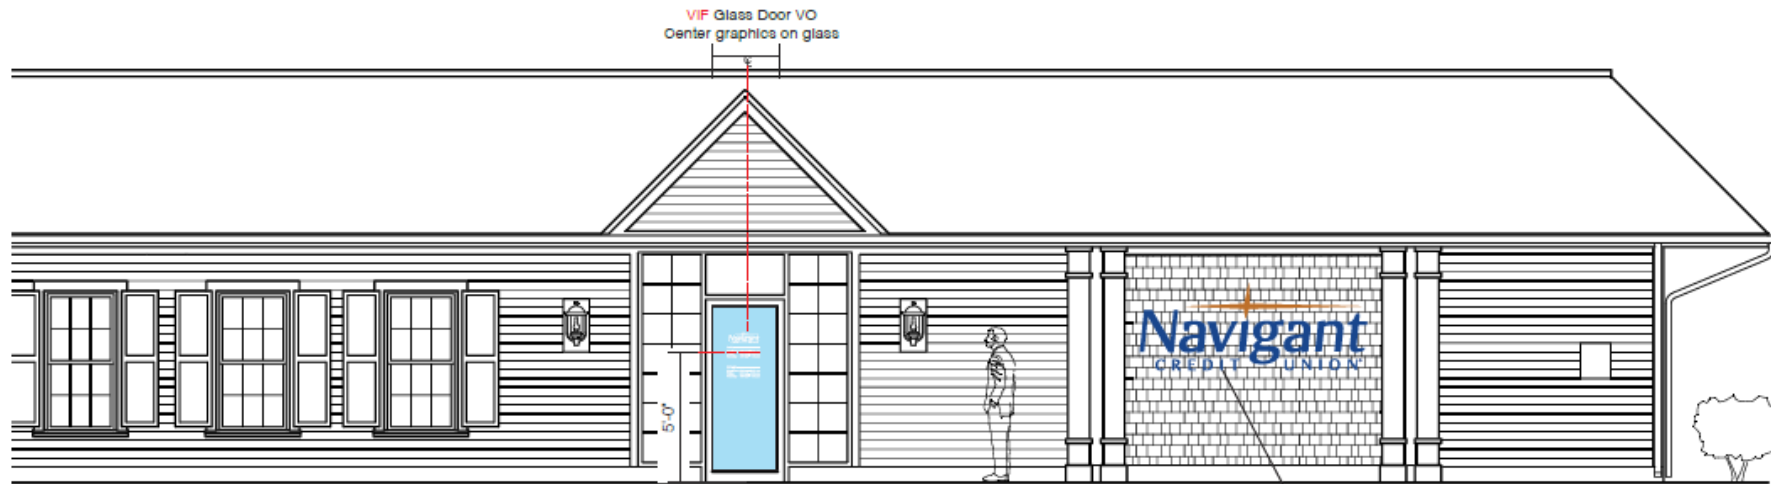 VIF Glass Door VO
Center graphics on glass
℄
5'-0"
Navigant
CREDIT UNION